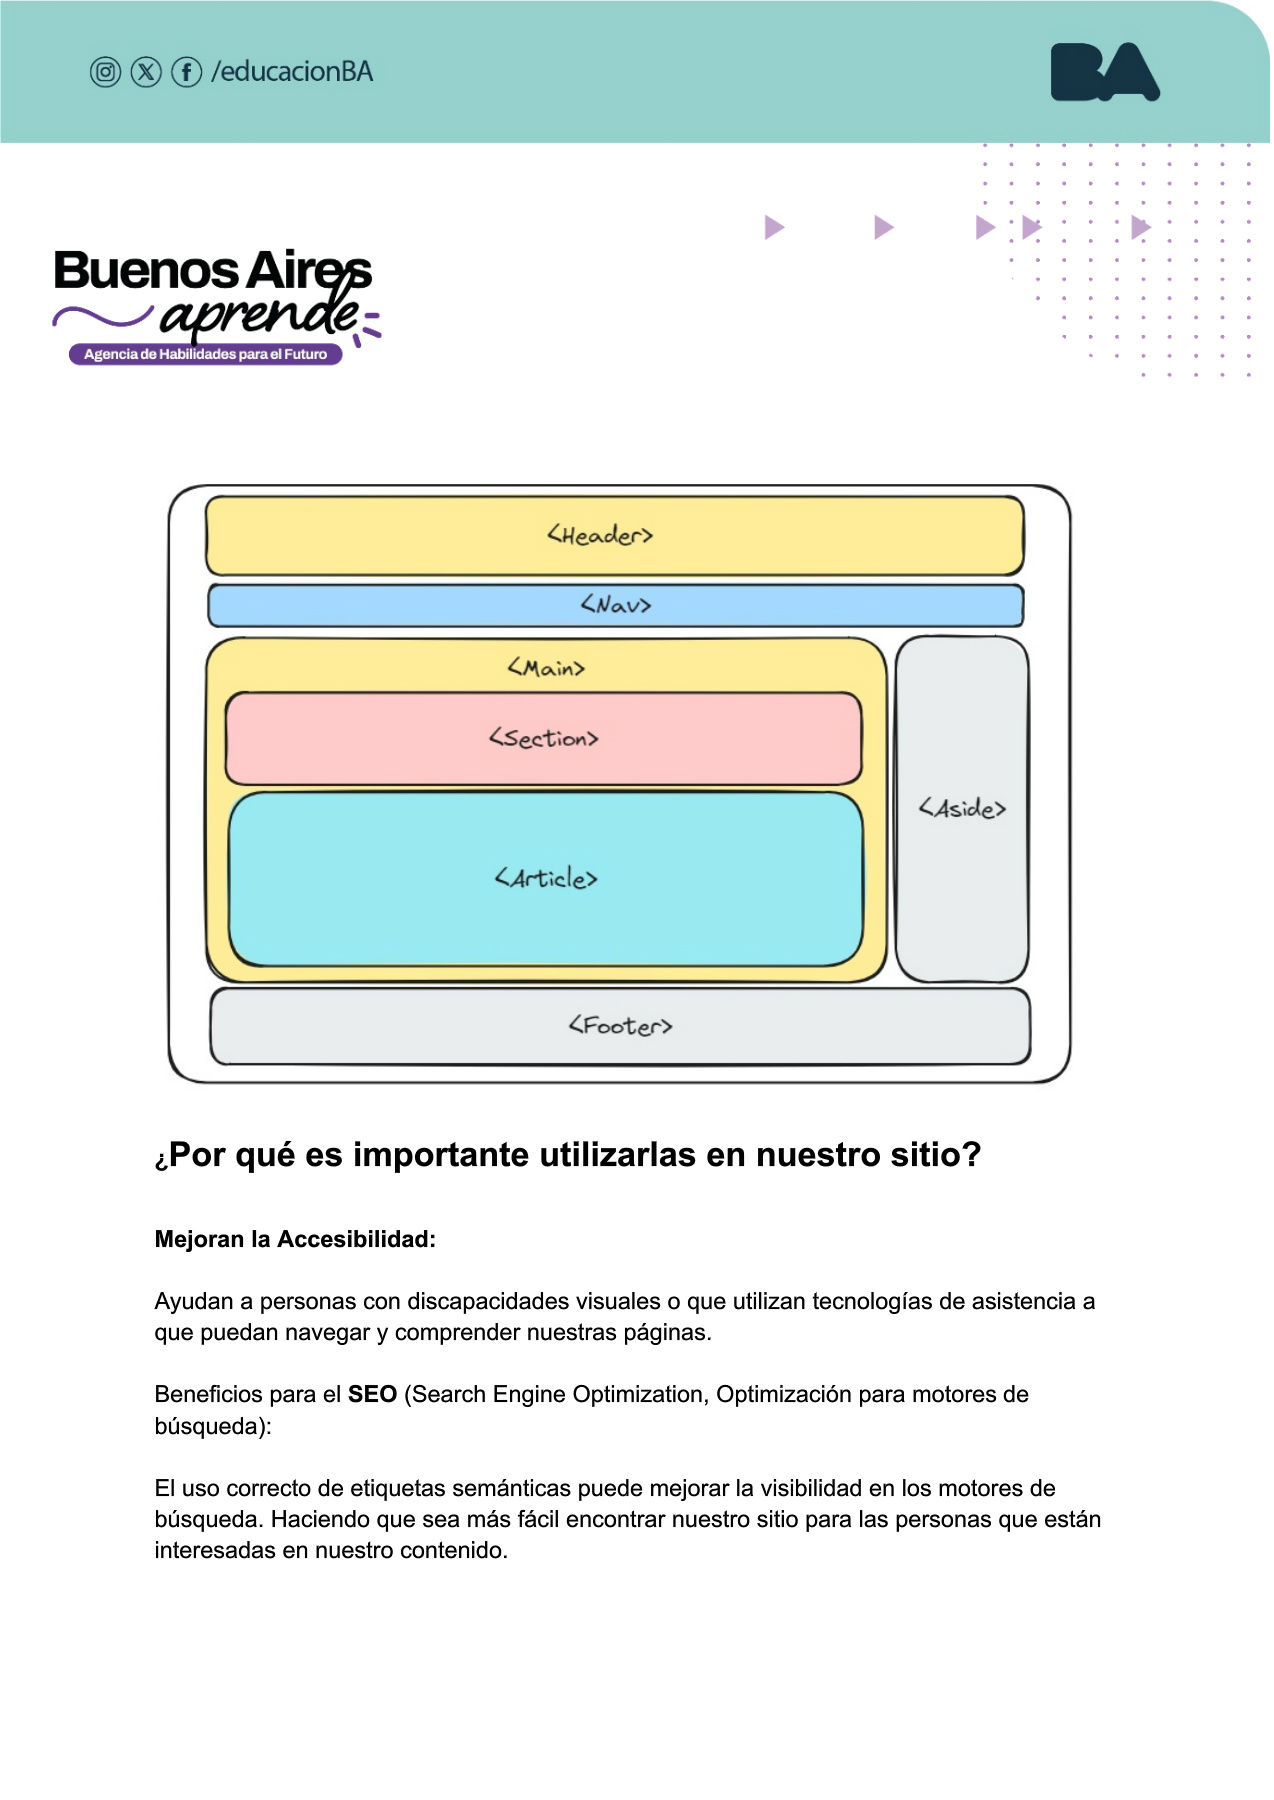 /educacionBA
BA
Buenos Aires
aprende
Agencia de Habilidades para el Futuro
<Header>
<Nav>
<Main>
<Section>
<Aside>
<Article>
<Footer>
¿Por qué es importante utilizarlas en nuestro sitio?
Mejoran la Accesibilidad:
Ayudan a personas con discapacidades visuales o que utilizan tecnologías de asistencia a
que puedan navegar y comprender nuestras páginas.
Beneficios para el SEO (Search Engine Optimization, Optimización para motores de
búsqueda):
El uso correcto de etiquetas semánticas puede mejorar la visibilidad en los motores de
búsqueda. Haciendo que sea más fácil encontrar nuestro sitio para las personas que están
interesadas en nuestro contenido.